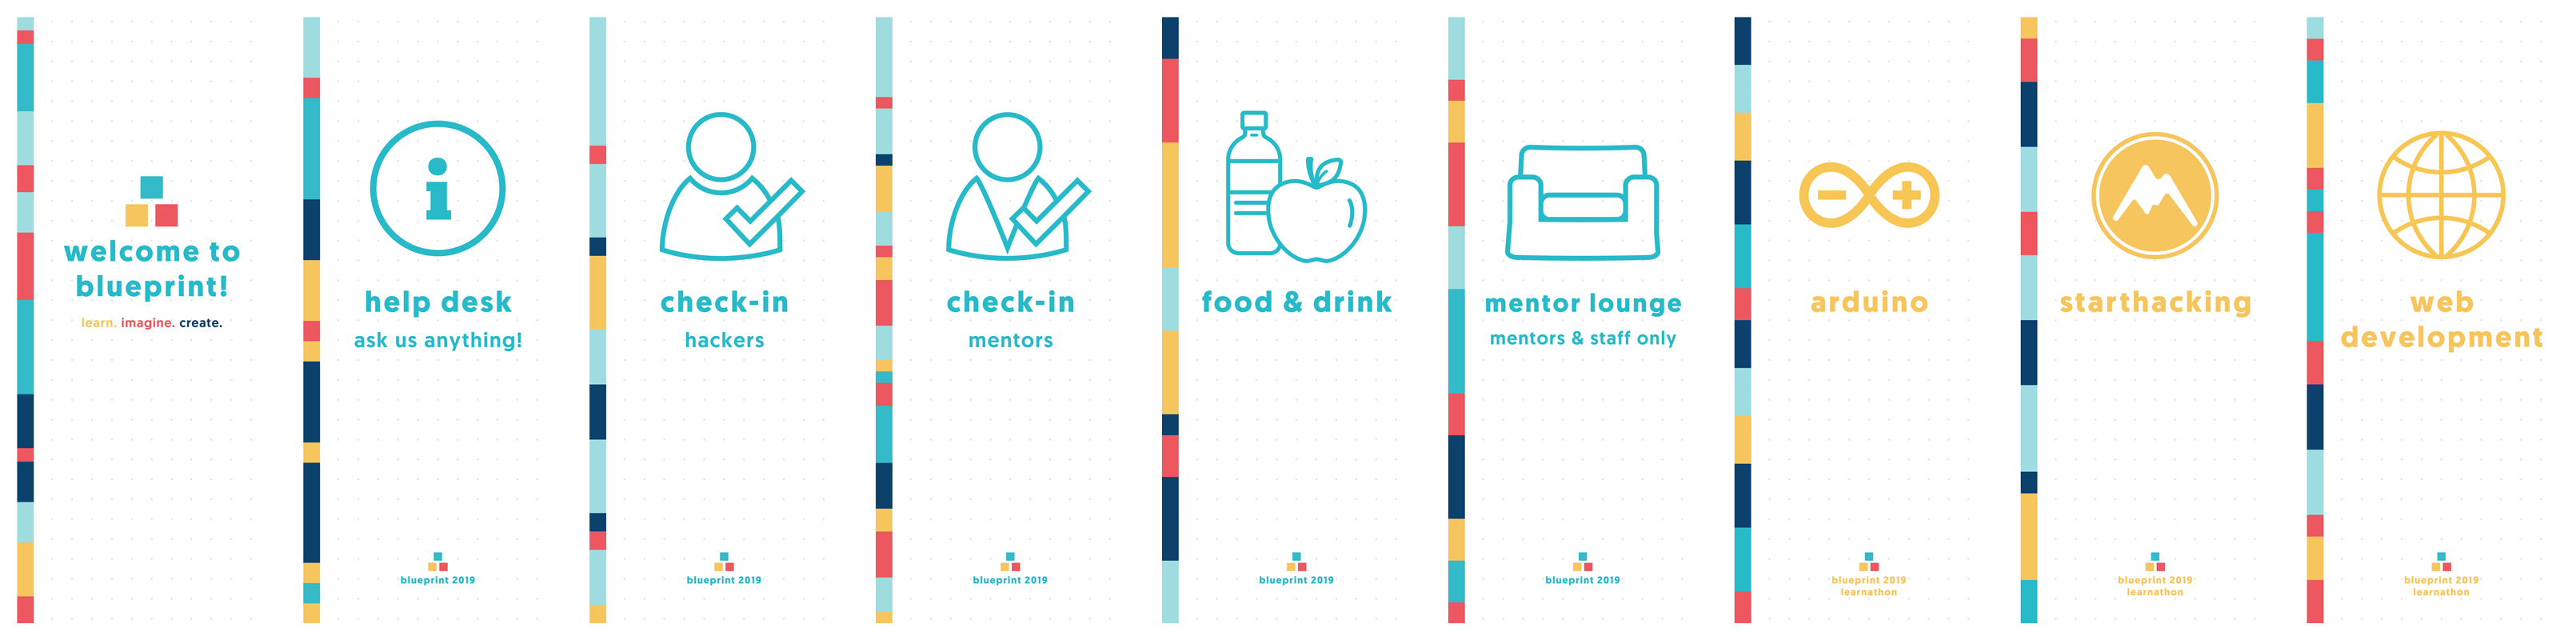 welcome to
blueprint!
learn. imagine. create.
help desk
ask us anything!
blueprint 2019
check-in
hackers
blueprint 2019
check-in
mentors
blueprint 2019
food & drink
blueprint 2019
mentor lounge
mentors & staff only
blueprint 2019
arduino
blueprint 2019
learnathon
starthacking
blueprint 2019
learnathon
web
development
blueprint 2019
learnathon